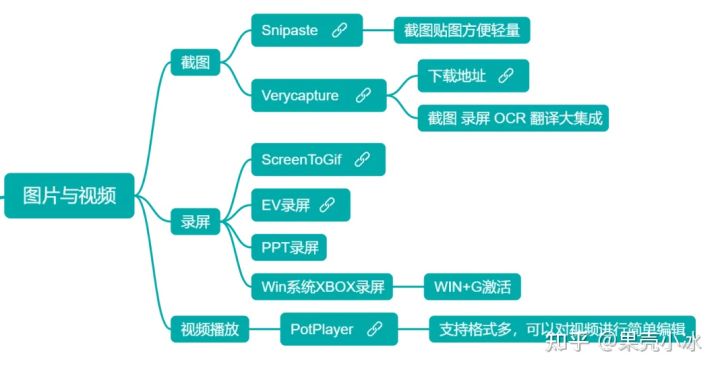 图片与视频
截图
Snipaste
截图贴图方便轻量
Verycapture
下载地址
截图 录屏 OCR 翻译大集成
录屏
ScreenToGif
EV录屏
PPT录屏
Win系统XBOX录屏
WIN+G激活
视频播放
PotPlayer
支持格式多，可以对视频进行简单编辑
知乎 @果壳小冰